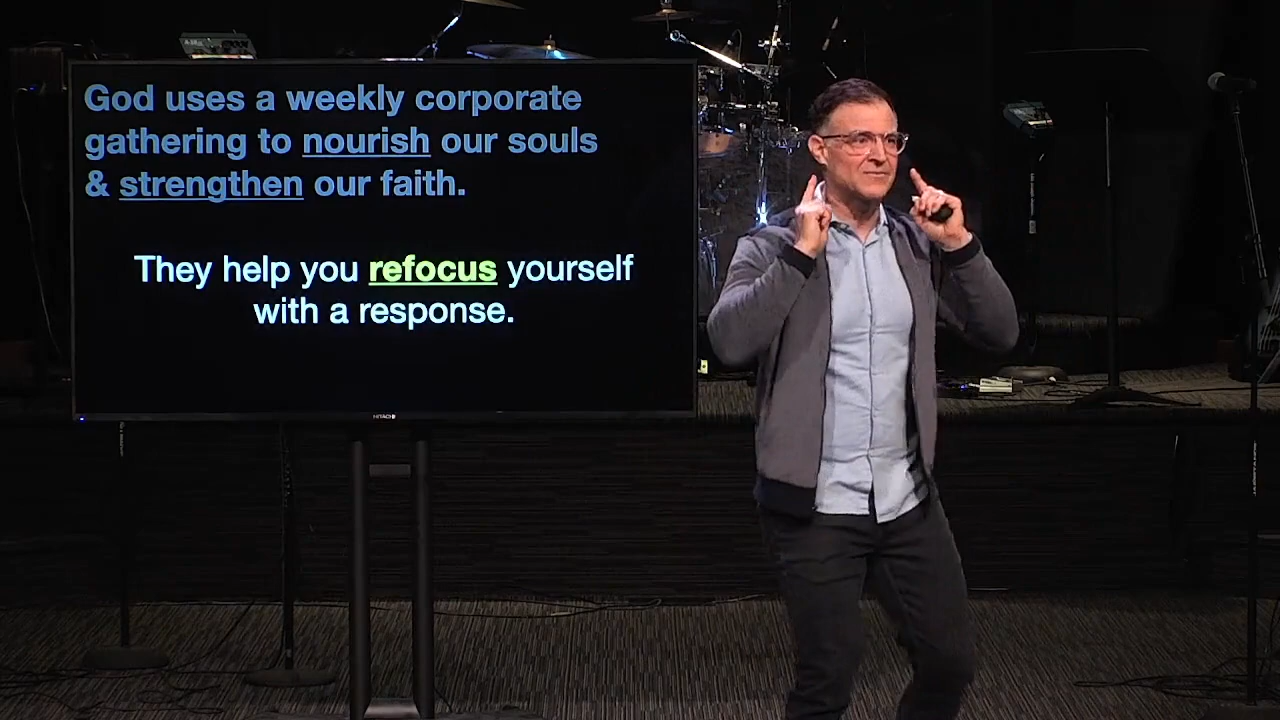 God uses a weekly corporate
gathering to nourish our souls
& strengthen our faith.
They help you refocus yourself
with a response.
HITACHI